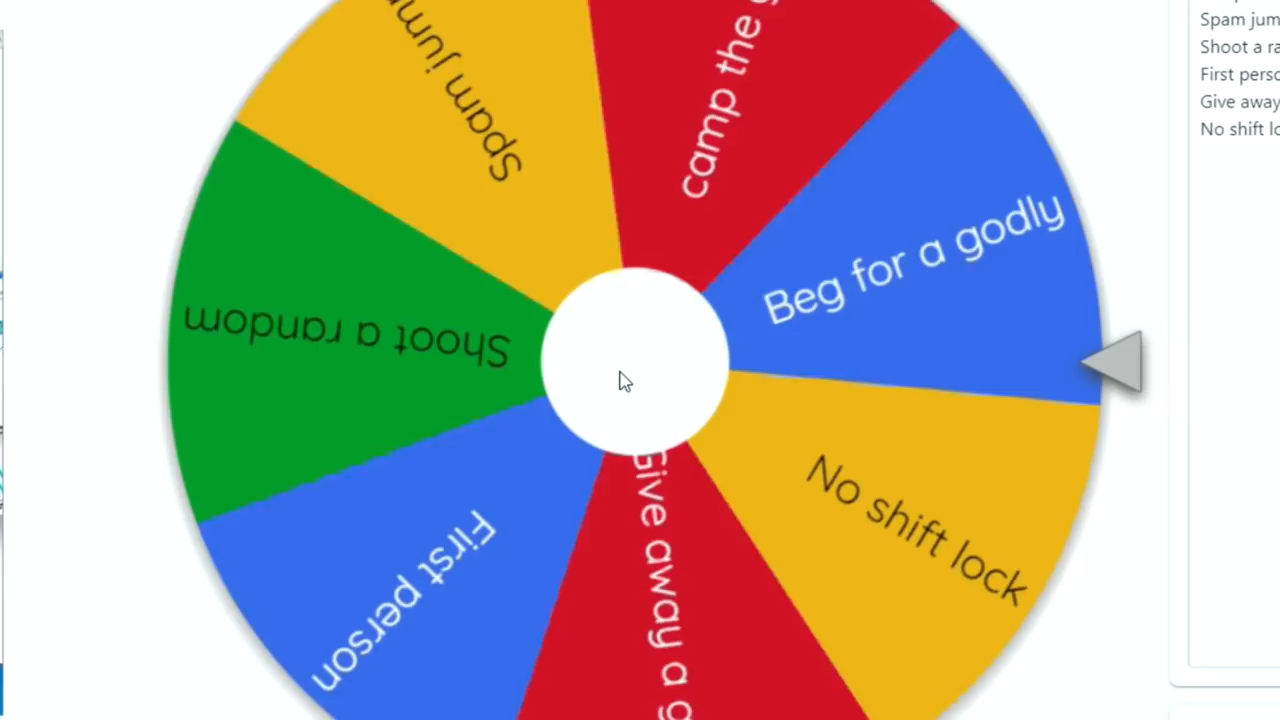 Spam jum
camp the
Beg for a godly
No shift lock
Give away a g
First person
Shoot a random
Spam jum
Shoot a ra
First perso
Give away
No shift lo